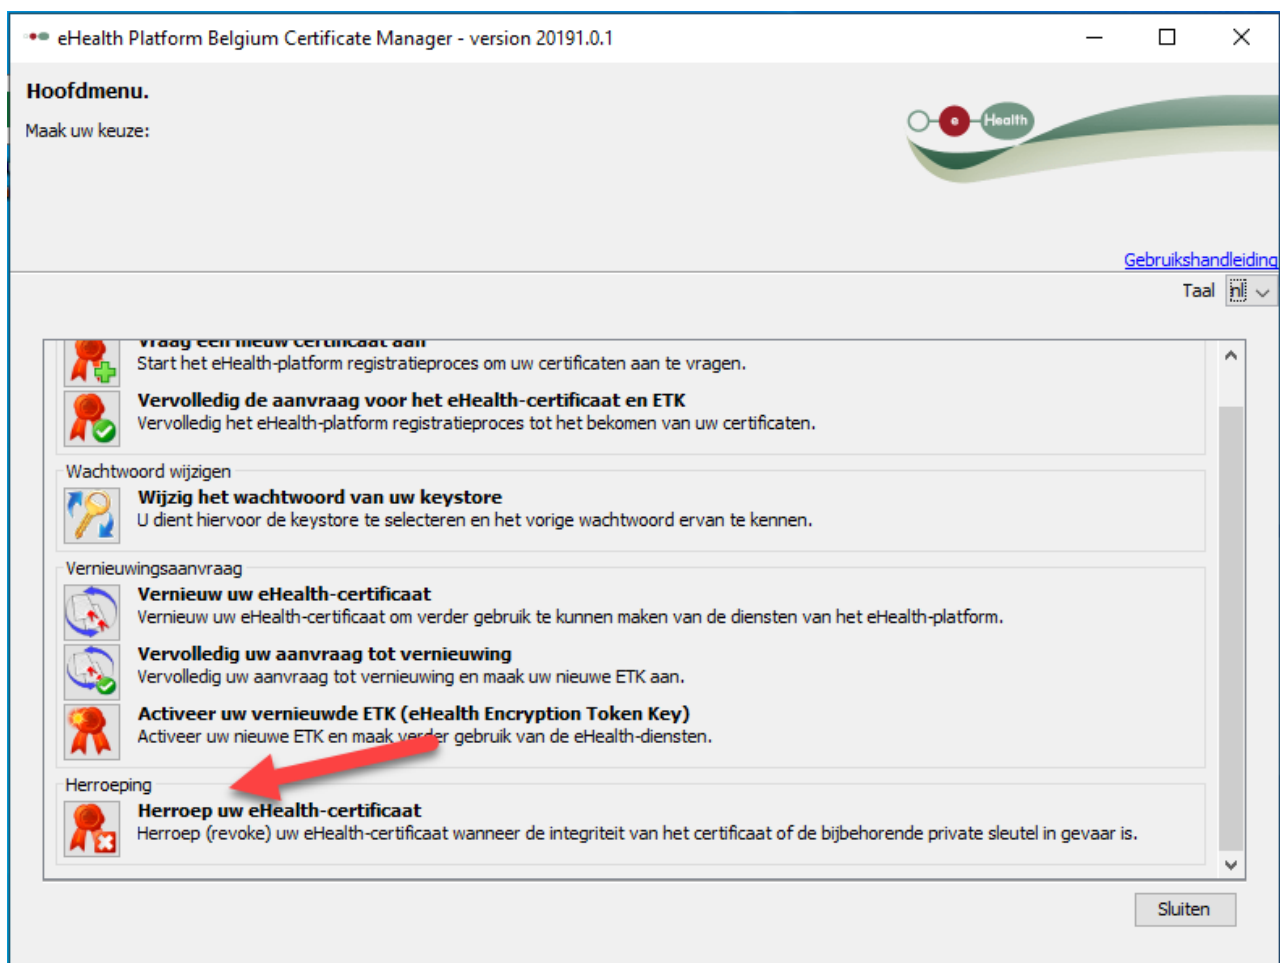 eHealth Platform Belgium Certificate Manager - version 20191.0.1
Hoofdmenu.
Maak uw keuze:
e Health
Gebruikshandleiding
Taal nl
Vraag een nieuw certificaat aan
Start het eHealth-platform registratieproces om uw certificaten aan te vragen.
Vervolledig de aanvraag voor het eHealth-certificaat en ETK
Vervolledig het eHealth-platform registratieproces tot het bekomen van uw certificaten.
Wachtwoord wijzigen
Wijzig het wachtwoord van uw keystore
U dient hiervoor de keystore te selecteren en het vorige wachtwoord ervan te kennen.
Vernieuwingsaanvraag
Vernieuw uw eHealth-certificaat
Vernieuw uw eHealth-certificaat om verder gebruik te kunnen maken van de diensten van het eHealth-platform.
Vervolledig uw aanvraag tot vernieuwing
Vervolledig uw aanvraag tot vernieuwing en maak uw nieuwe ETK aan.
Activeer uw vernieuwde ETK (eHealth Encryption Token Key)
Activeer uw nieuwe ETK en maak verder gebruik van de eHealth-diensten.
Herroeping
Herroep uw eHealth-certificaat
Herroep (revoke) uw eHealth-certificaat wanneer de integriteit van het certificaat of de bijbehorende private sleutel in gevaar is.
Sluiten